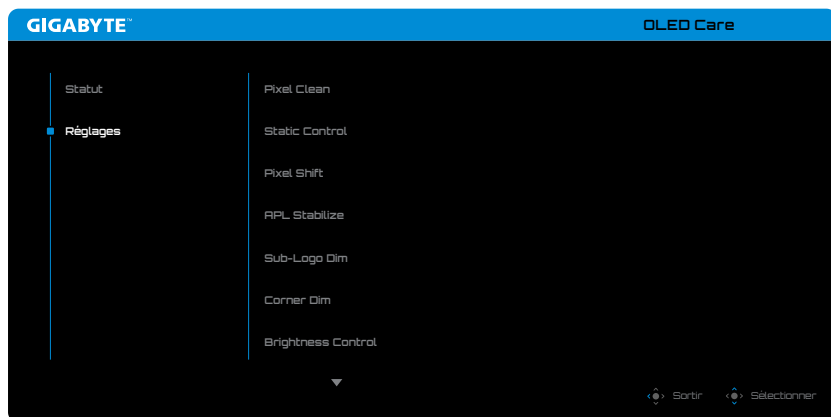 GIGABYTE™
OLED Care
Statut
Réglages
Pixel Clean
Static Control
Pixel Shift
APL Stabilize
Sub-Logo Dim
Corner Dim
Brightness Control
Sortir
Sélectionner